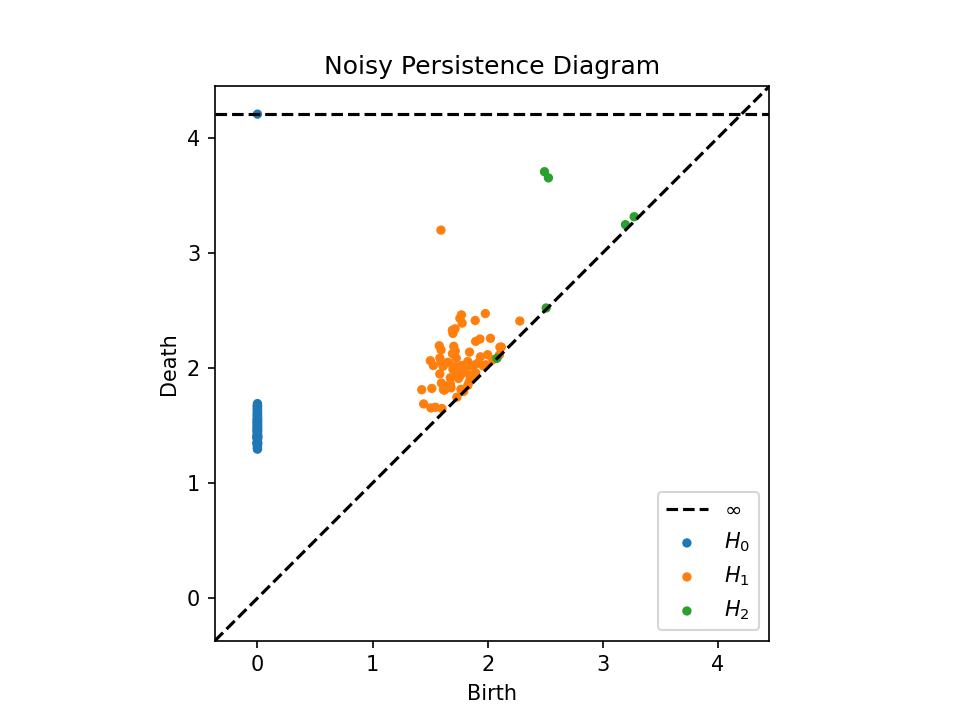 Noisy Persistence Diagram
Death
4
3
2
1
0
0 1 2 3 4
Birth
∞
H₀
H₁
H₂